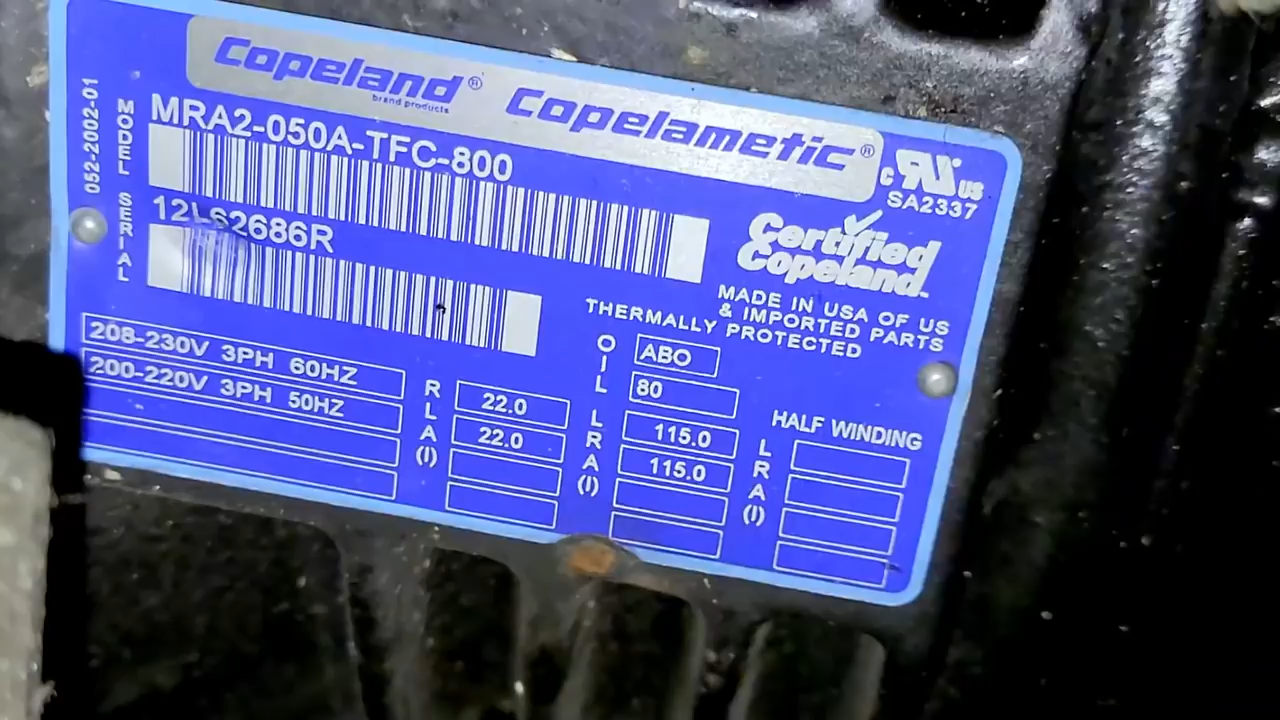 Copeland®
brand products
Copelametic®
052-2002-01
MODEL
MRA2-050A-TFC-800
SERIAL
12L62686R
c RU US
SA2337
Certified
Copeland
MADE IN USA OF US
& IMPORTED PARTS
THERMALLY PROTECTED
208-230V 3PH 60HZ
200-220V 3PH 50HZ
RLA(I)
22.0
22.0
OIL
ABO
80
LRA(I)
115.0
115.0
HALF WINDING
LRA(I)